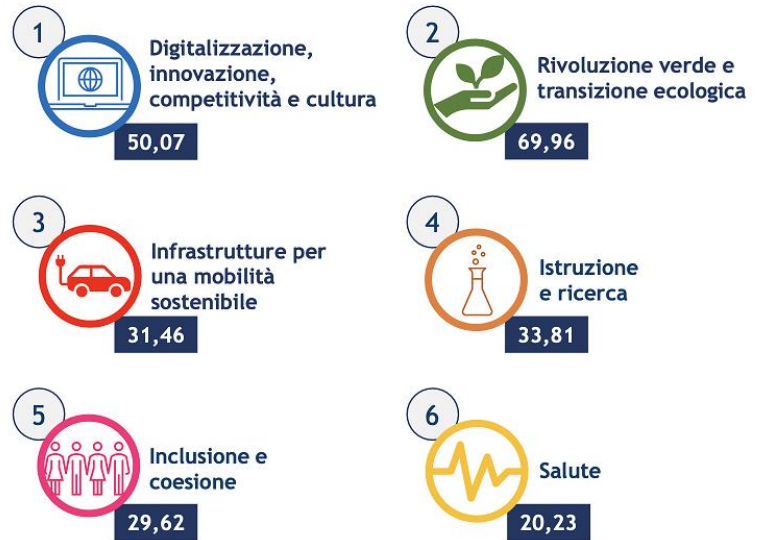 1
Digitalizzazione,
innovazione,
competitività e cultura
50,07
2
Rivoluzione verde e
transizione ecologica
69,96
3
Infrastrutture per
una mobilità
sostenibile
31,46
4
Istruzione
e ricerca
33,81
5
Inclusione e
coesione
29,62
6
Salute
20,23